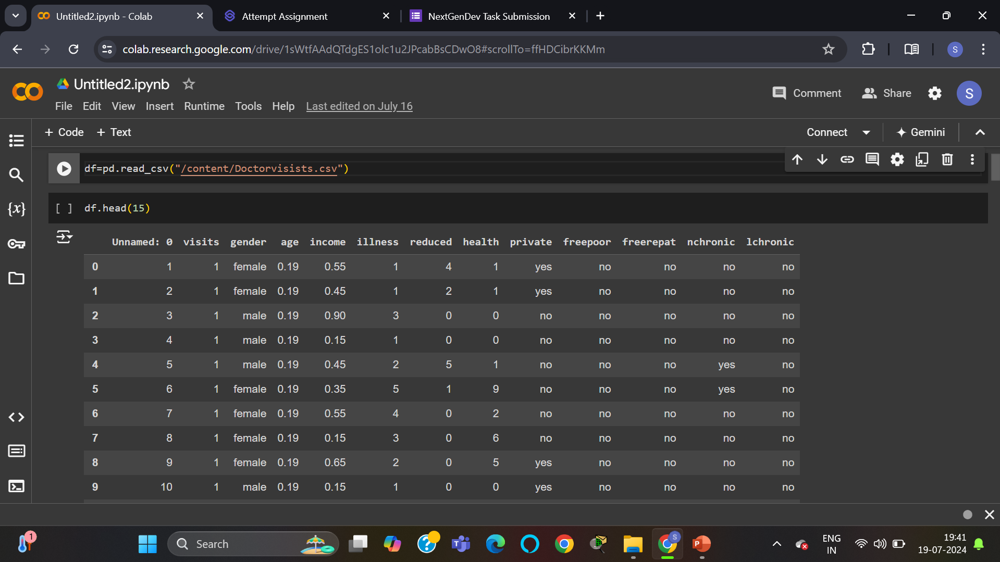 Untitled2.ipynb - Colab
Attempt Assignment
NextGenDev Task Submission
colab.research.google.com/drive/1sWtfAAdQTdgES1olc1u2JPcabBsCDwO8#scrollTo=ffHDCibrKKMm
S
Untitled2.ipynb
Comment
Share
S
File Edit View Insert Runtime Tools Help Last edited on July 16
+ Code + Text
Connect
Gemini
df=pd.read_csv("/content/Doctorvisists.csv")
[ ] df.head(15)
{x}
Unnamed: 0 visits gender age income illness reduced health private freepoor freerepat nchronic lchronic
0 1 1 female 0.19 0.55 1 4 1 yes no no no no
1 2 1 female 0.19 0.45 1 2 1 yes no no no no
2 3 1 male 0.19 0.90 3 0 0 no no no no no
3 4 1 male 0.19 0.15 1 0 0 no no no no no
4 5 1 male 0.19 0.45 2 5 1 no no no yes no
5 6 1 female 0.19 0.35 5 1 9 no no no yes no
6 7 1 female 0.19 0.55 4 0 2 no no no no no
7 8 1 female 0.19 0.15 3 0 6 no no no no no
8 9 1 female 0.19 0.65 2 0 5 yes no no no no
9 10 1 male 0.19 0.15 1 0 0 yes no no no no
1
Search
T
S
P
ENG
IN
19:41
19-07-2024